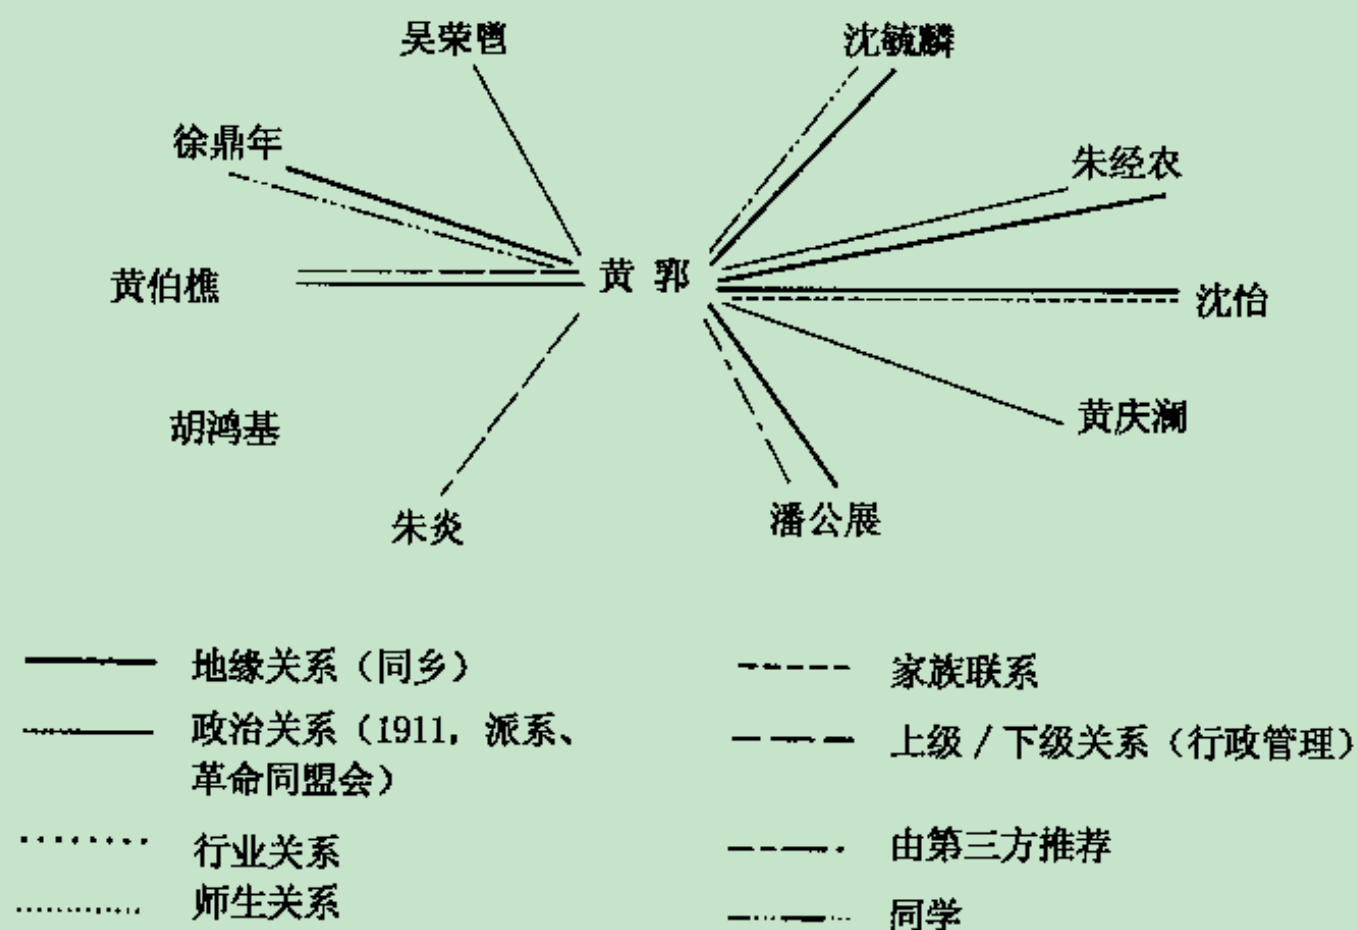 吴荣鬯
沈毓麟
徐鼎年
朱经农
黄伯樵
黄郛
沈怡
胡鸿基
黄庆澜
朱炎
潘公展
地缘关系（同乡）
家族联系
政治关系（1911，派系、
革命同盟会）
上级／下级关系（行政管理）
行业关系
由第三方推荐
师生关系
同学